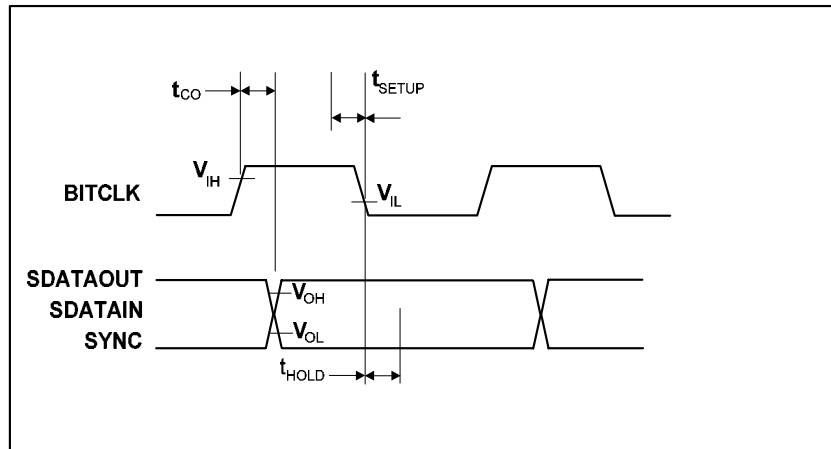 tCO
tSETUP
VIH
BITCLK
VIL
SDATAOUT
VOH
SDATAIN
VOL
SYNC
tHOLD